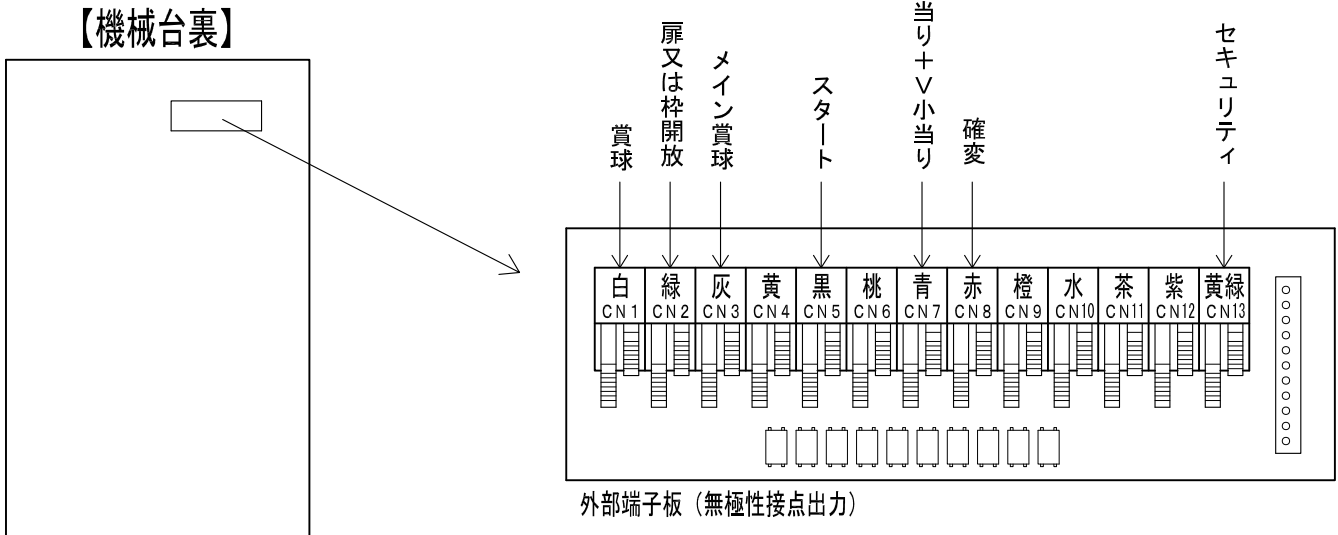 【機械台裏】
賞球
扉又は枠開放
メイン賞球
スタート
当り+V小当り
確変
セキュリティ
白 緑 灰 黄 黒 桃 青 赤 橙 水 茶 紫 黄緑
CN1 CN2 CN3 CN4 CN5 CN6 CN7 CN8 CN9 CN10 CN11 CN12 CN13
外部端子板(無極性接点出力)